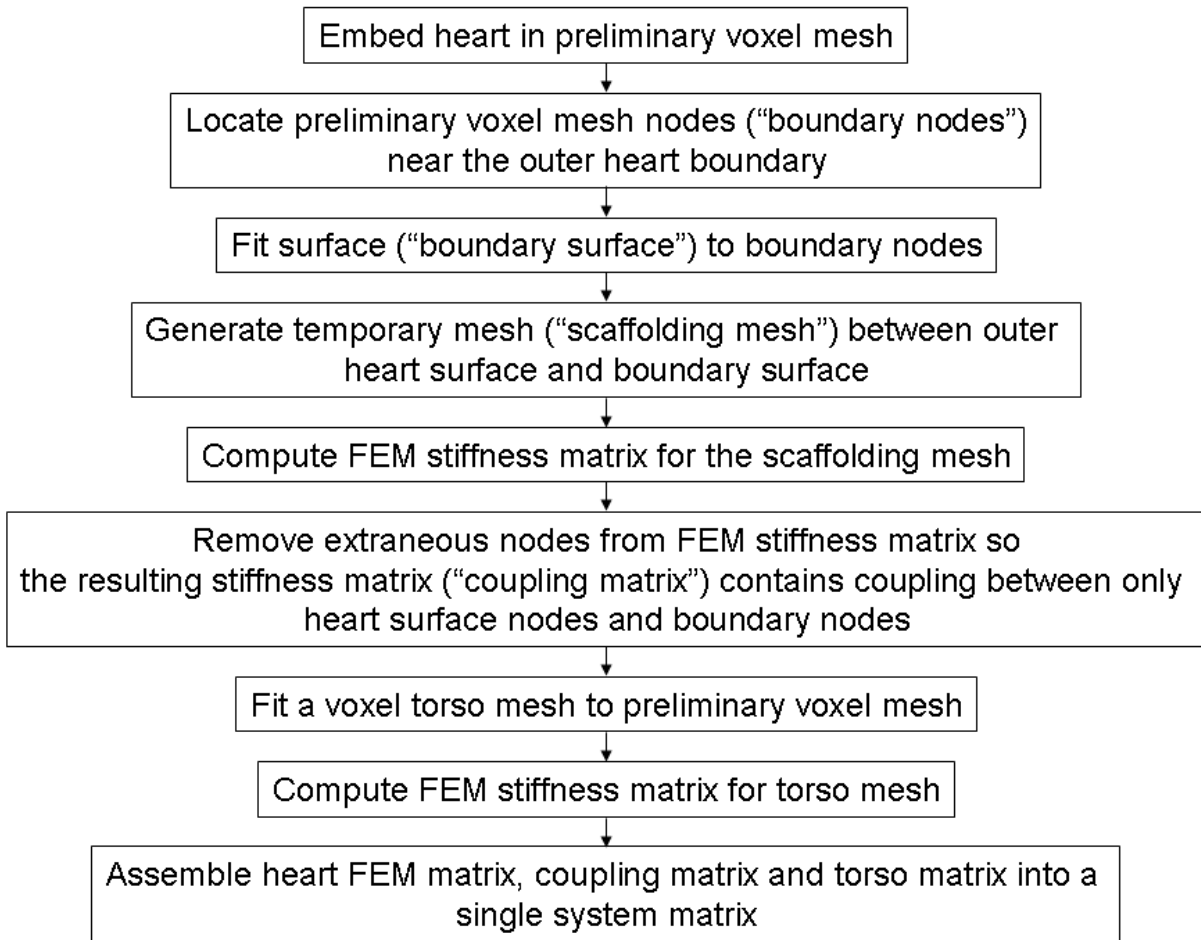 Embed heart in preliminary voxel mesh
Locate preliminary voxel mesh nodes (“boundary nodes”)
near the outer heart boundary
Fit surface (“boundary surface”) to boundary nodes
Generate temporary mesh (“scaffolding mesh”) between outer
heart surface and boundary surface
Compute FEM stiffness matrix for the scaffolding mesh
Remove extraneous nodes from FEM stiffness matrix so
the resulting stiffness matrix (“coupling matrix”) contains coupling between only
heart surface nodes and boundary nodes
Fit a voxel torso mesh to preliminary voxel mesh
Compute FEM stiffness matrix for torso mesh
Assemble heart FEM matrix, coupling matrix and torso matrix into a
single system matrix